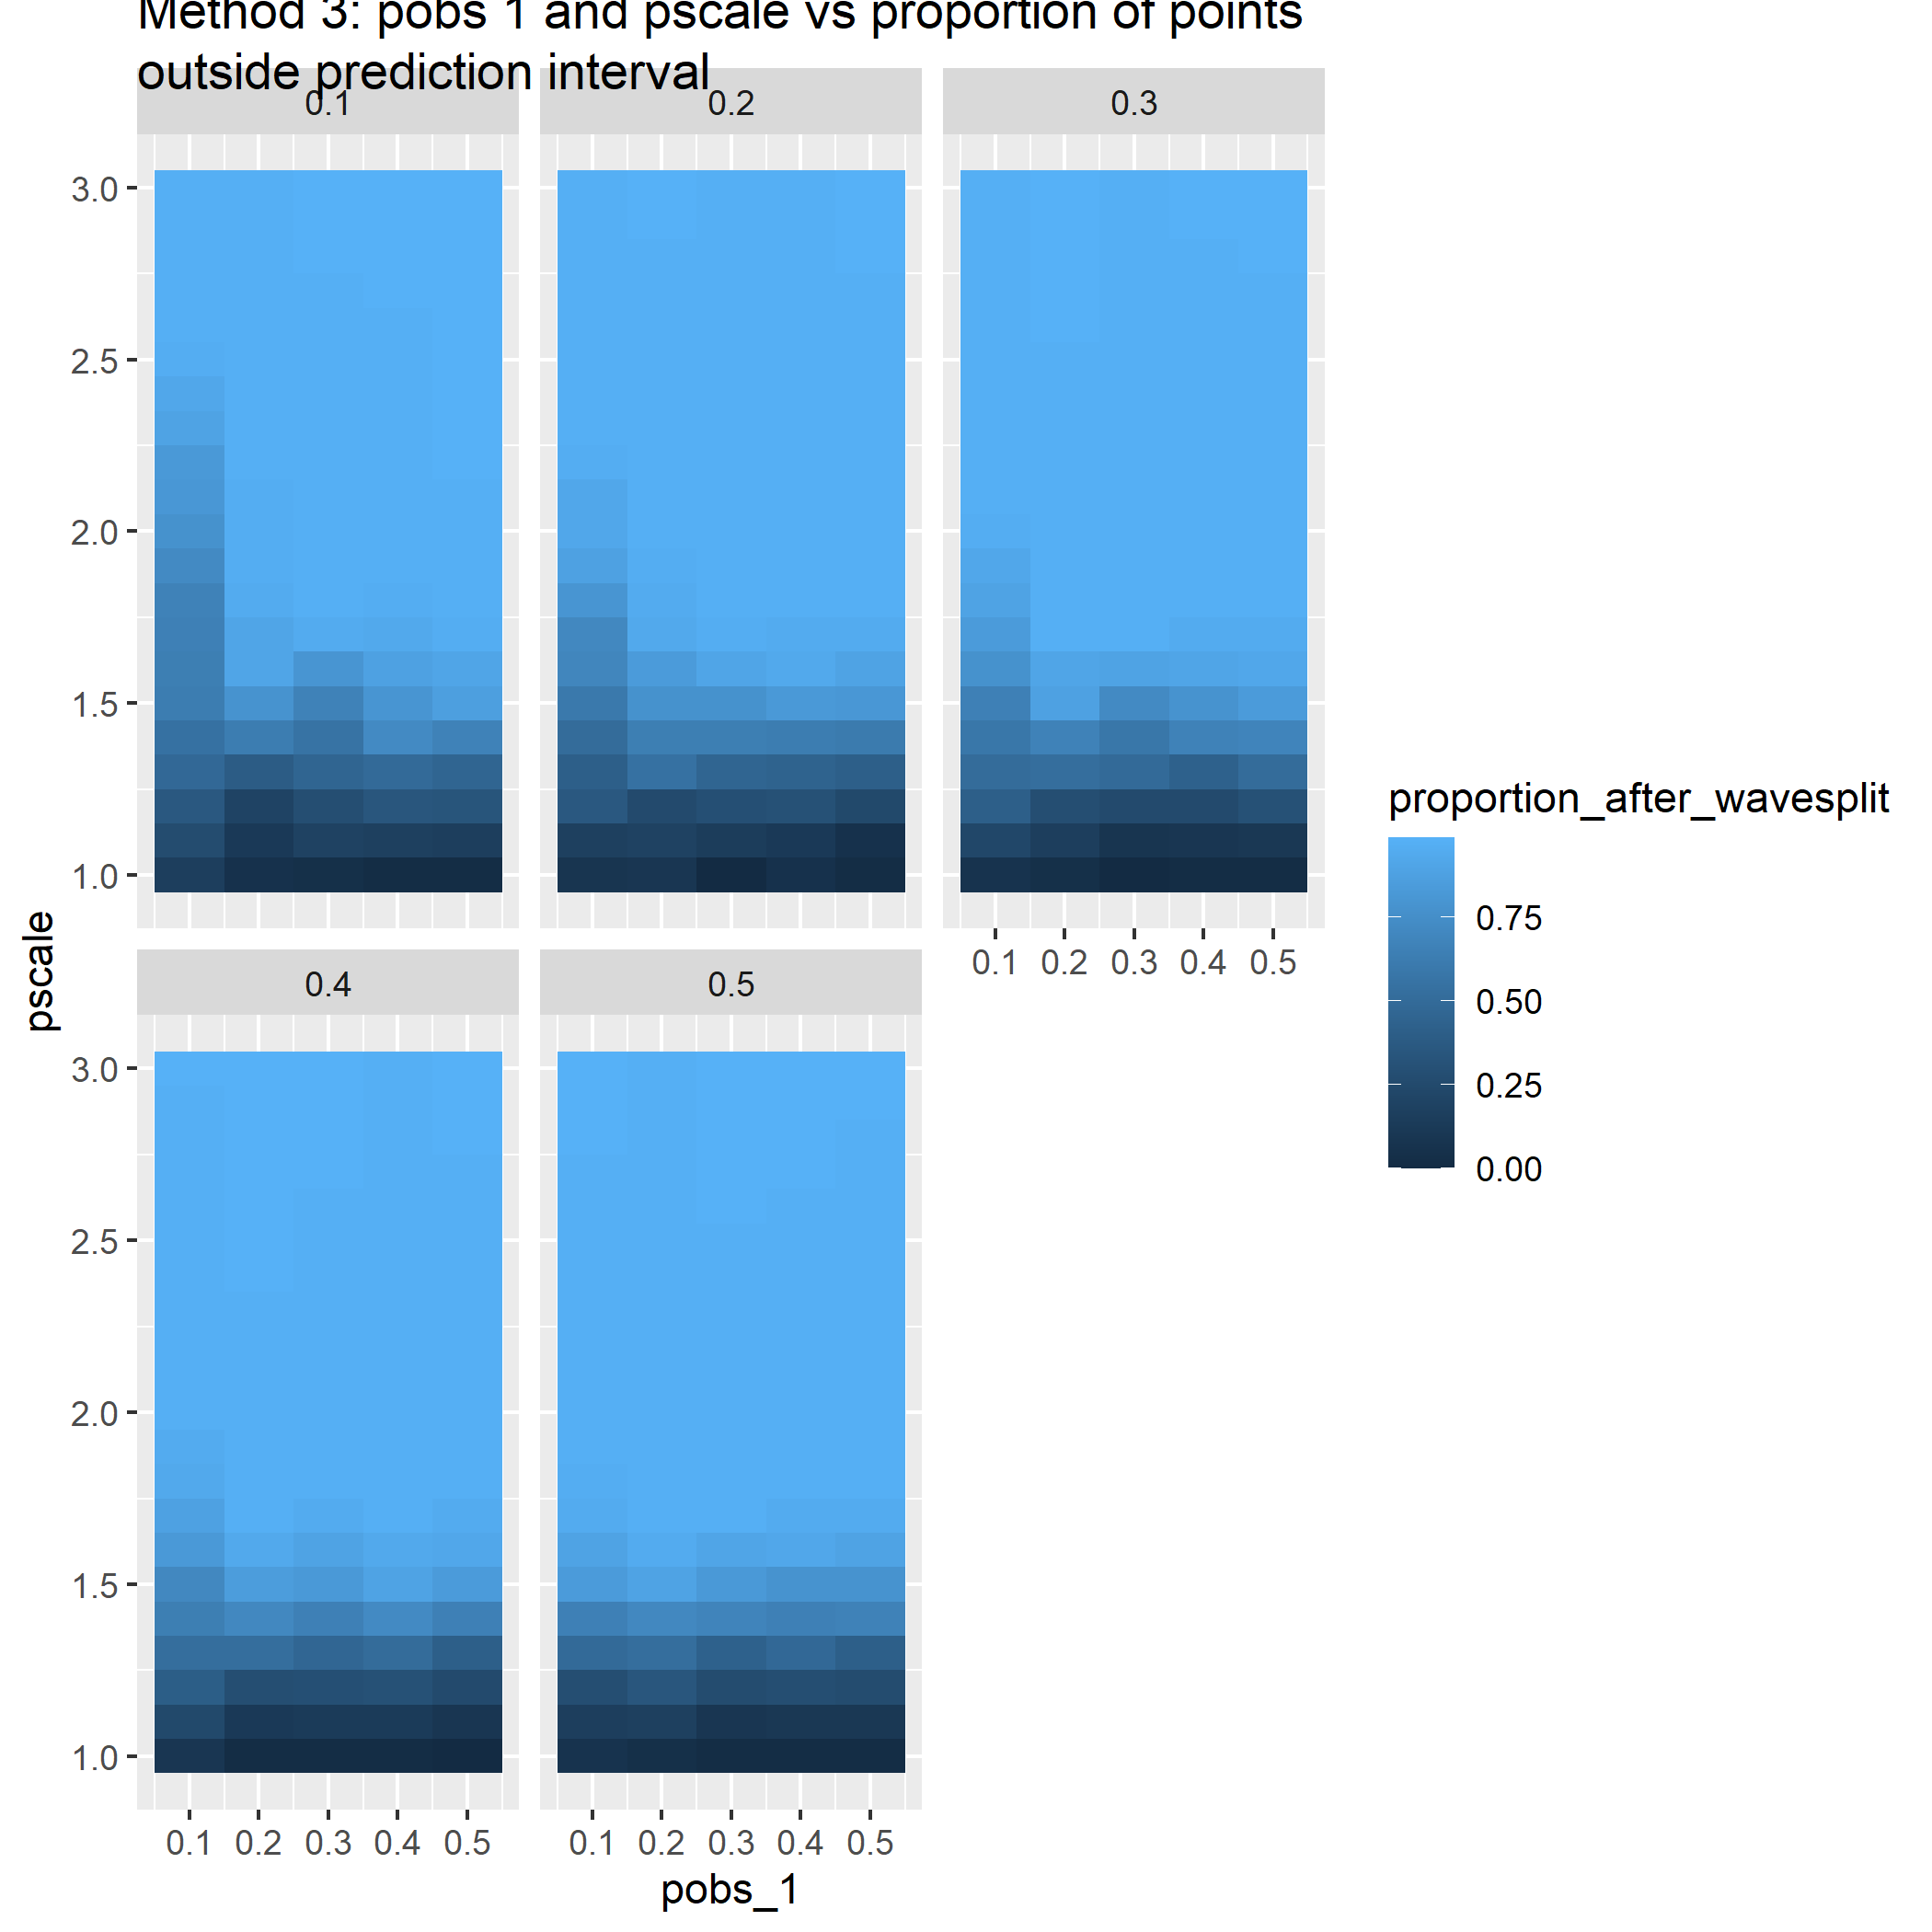 Method 3: pobs 1 and pscale vs proportion of points
outside prediction interval
0.1 0.2 0.3
3.0
2.5
2.0
1.5
1.0
0.1 0.2 0.3 0.4 0.5
pscale
0.4 0.5
3.0
2.5
2.0
1.5
1.0
0.1 0.2 0.3 0.4 0.5 0.1 0.2 0.3 0.4 0.5
pobs_1
proportion_after_wavesplit
0.75
0.50
0.25
0.00